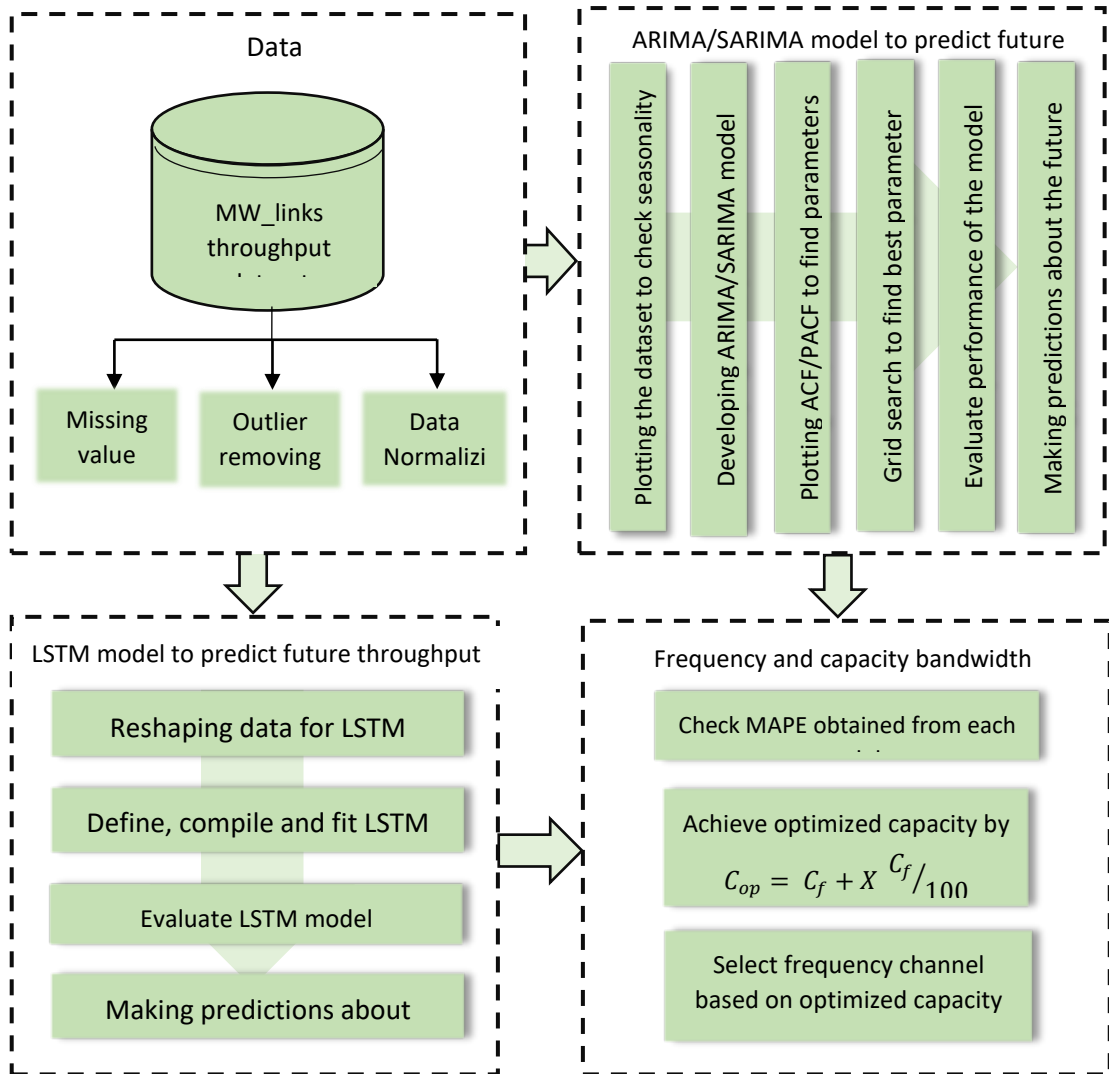 Data
MW_links
throughput
Missing
value
Outlier
removing
Data
Normalizi
ARIMA/SARIMA model to predict future
Plotting the dataset to check seasonality
Developing ARIMA/SARIMA model
Plotting ACF/PACF to find parameters
Grid search to find best parameter
Evaluate performance of the model
Making predictions about the future
LSTM model to predict future throughput
Reshaping data for LSTM
Define, compile and fit LSTM
Evaluate LSTM model
Making predictions about
Frequency and capacity bandwidth
Check MAPE obtained from each
Achieve optimized capacity by
C_op = C_f + X C_f/100
Select frequency channel
based on optimized capacity